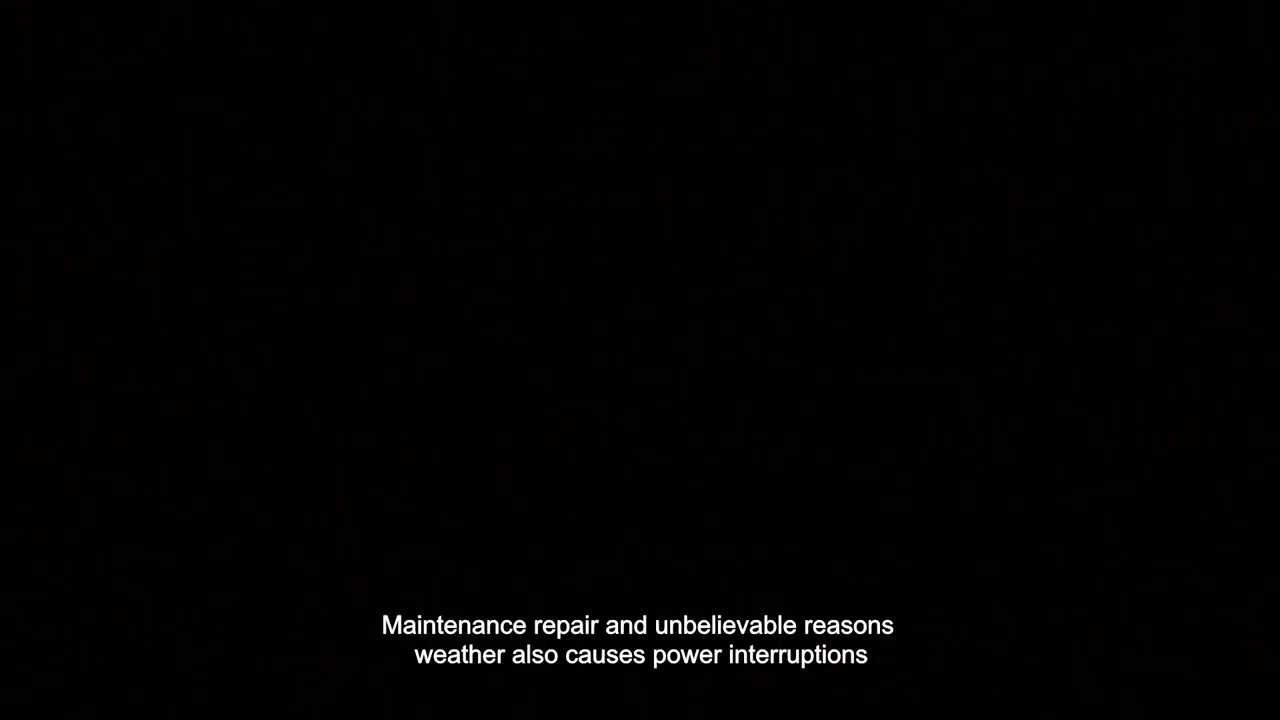 Maintenance repair and unbelievable reasons
weather also causes power interruptions